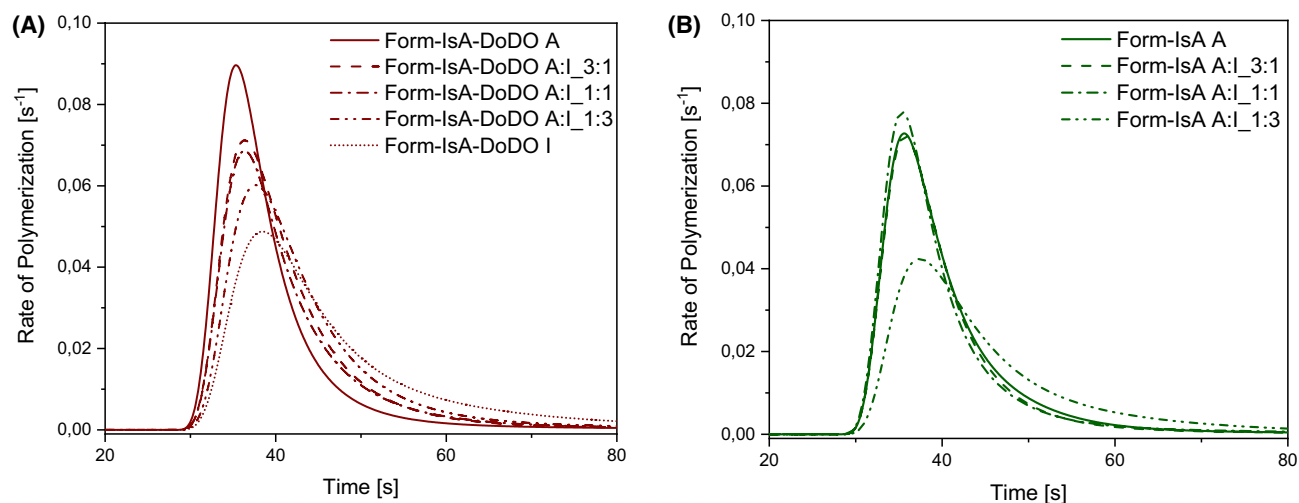 (A)
0,10
0,08
0,06
0,04
0,02
0,00
Rate of Polymerization [s⁻¹]
20
40
60
80
Time [s]
Form-IsA-DoDO A
Form-IsA-DoDO A:I_3:1
Form-IsA-DoDO A:I_1:1
Form-IsA-DoDO A:I_1:3
Form-IsA-DoDO I
(B)
0,10
0,08
0,06
0,04
0,02
0,00
Rate of Polymerization [s⁻¹]
20
40
60
80
Time [s]
Form-IsA A
Form-IsA A:I_3:1
Form-IsA A:I_1:1
Form-IsA A:I_1:3